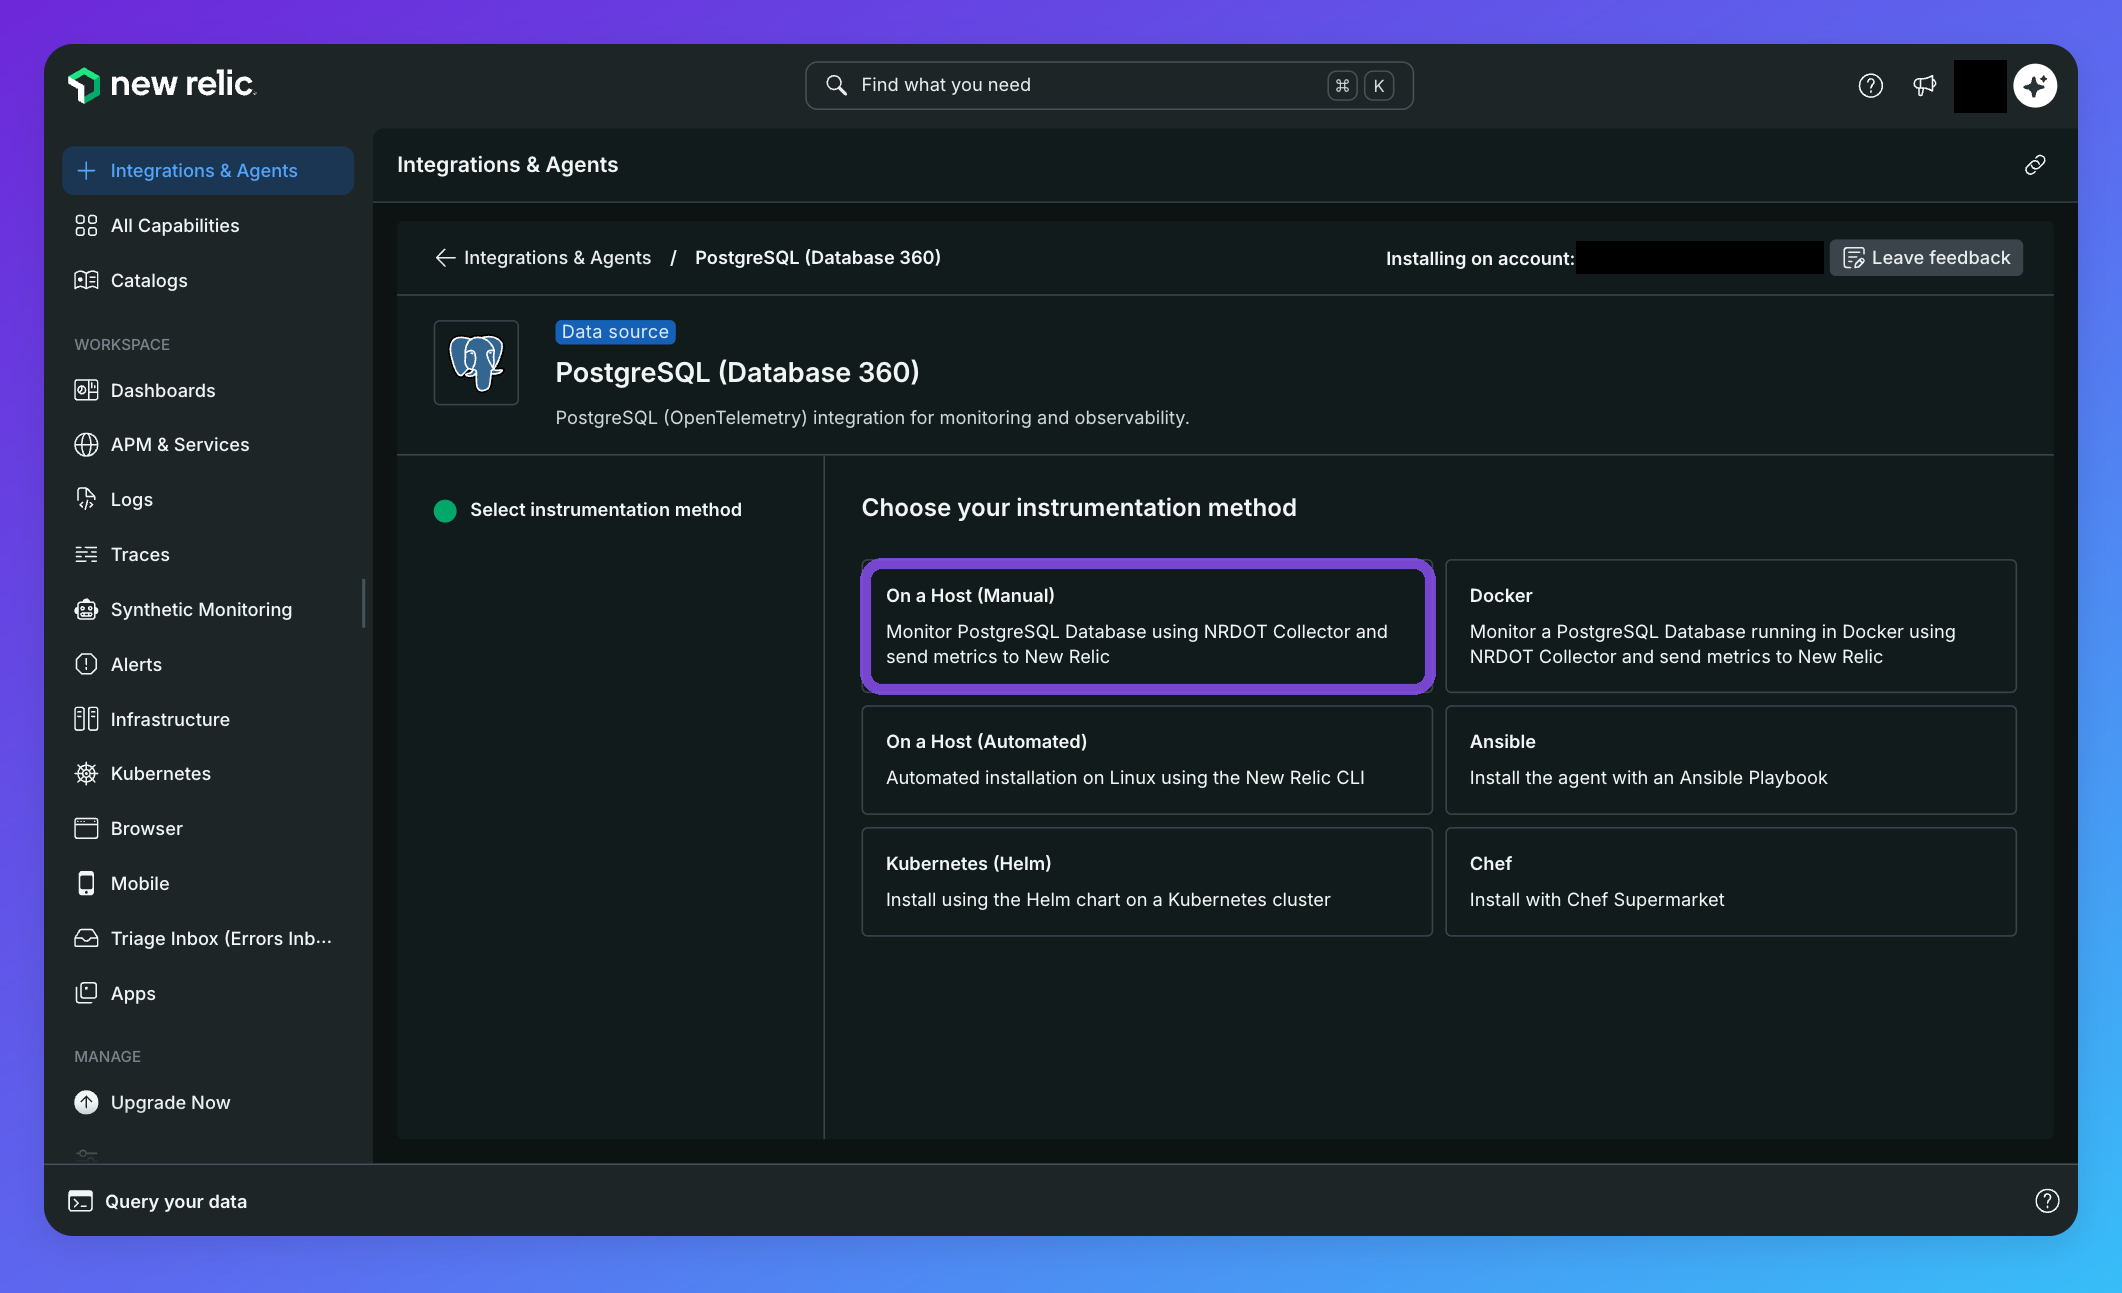 new relic
Find what you need
⌘ K
Integrations & Agents
All Capabilities
Catalogs
WORKSPACE
Dashboards
APM & Services
Logs
Traces
Synthetic Monitoring
Alerts
Infrastructure
Kubernetes
Browser
Mobile
Triage Inbox (Errors Inb...
Apps
MANAGE
Upgrade Now
Integrations & Agents
Integrations & Agents / PostgreSQL (Database 360)
Installing on account:
Leave feedback
Data source
PostgreSQL (Database 360)
PostgreSQL (OpenTelemetry) integration for monitoring and observability.
Select instrumentation method
Choose your instrumentation method
On a Host (Manual)
Monitor PostgreSQL Database using NRDOT Collector and
send metrics to New Relic
Docker
Monitor a PostgreSQL Database running in Docker using
NRDOT Collector and send metrics to New Relic
On a Host (Automated)
Automated installation on Linux using the New Relic CLI
Ansible
Install the agent with an Ansible Playbook
Kubernetes (Helm)
Install using the Helm chart on a Kubernetes cluster
Chef
Install with Chef Supermarket
Query your data